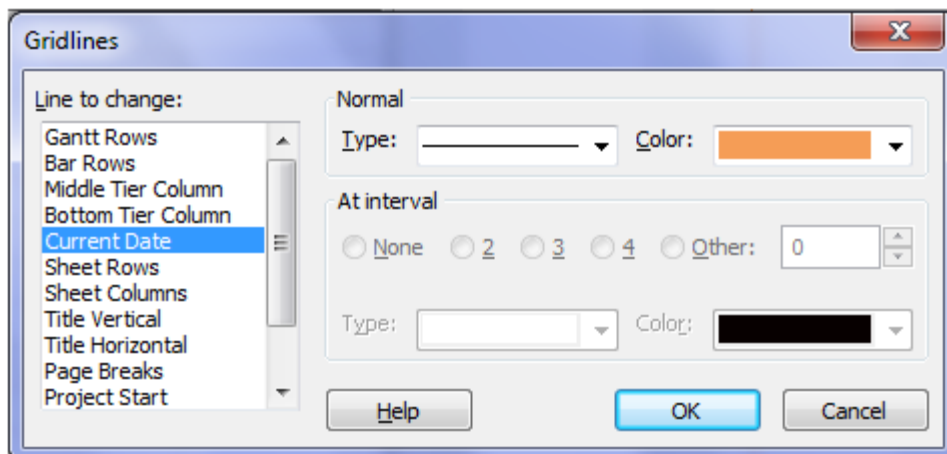 Gridlines
Line to change:
Gantt Rows
Bar Rows
Middle Tier Column
Bottom Tier Column
Current Date
Sheet Rows
Sheet Columns
Title Vertical
Title Horizontal
Page Breaks
Project Start
Normal
Type: Color:
At interval
None 2 3 4 Other: 0
Type: Color:
Help OK Cancel